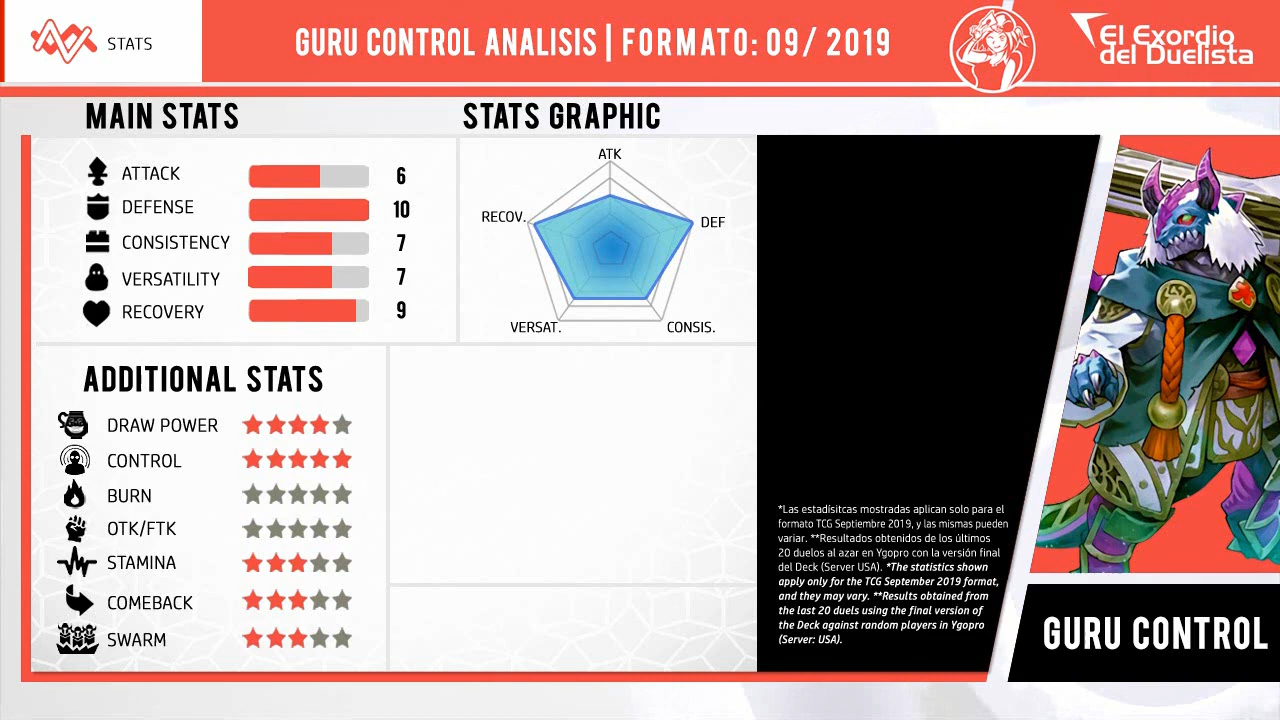 STATS
GURU CONTROL ANALISIS | FORMATO: 09/ 2019
El Exordio
del Duelista
MAIN STATS
ATTACK 6
DEFENSE 10
CONSISTENCY 7
VERSATILITY 7
RECOVERY 9
STATS GRAPHIC
ATK
RECOV.
DEF
VERSAT.
CONSIS.
ADDITIONAL STATS
DRAW POWER
CONTROL
BURN
OTK/FTK
STAMINA
COMEBACK
SWARM
*Las estadísitcas mostradas aplican solo para el
formato TCG Septiembre 2019, y las mismas pueden
variar. **Resultados obtenidos de los últimos
20 duelos al azar en Ygopro con la versión final
del Deck (Server USA). *The statistics shown
apply only for the TCG September 2019 format,
and they may vary. **Results obtained from
the last 20 duels using the final version of
the Deck against random players in Ygopro
(Server: USA).
GURU CONTROL